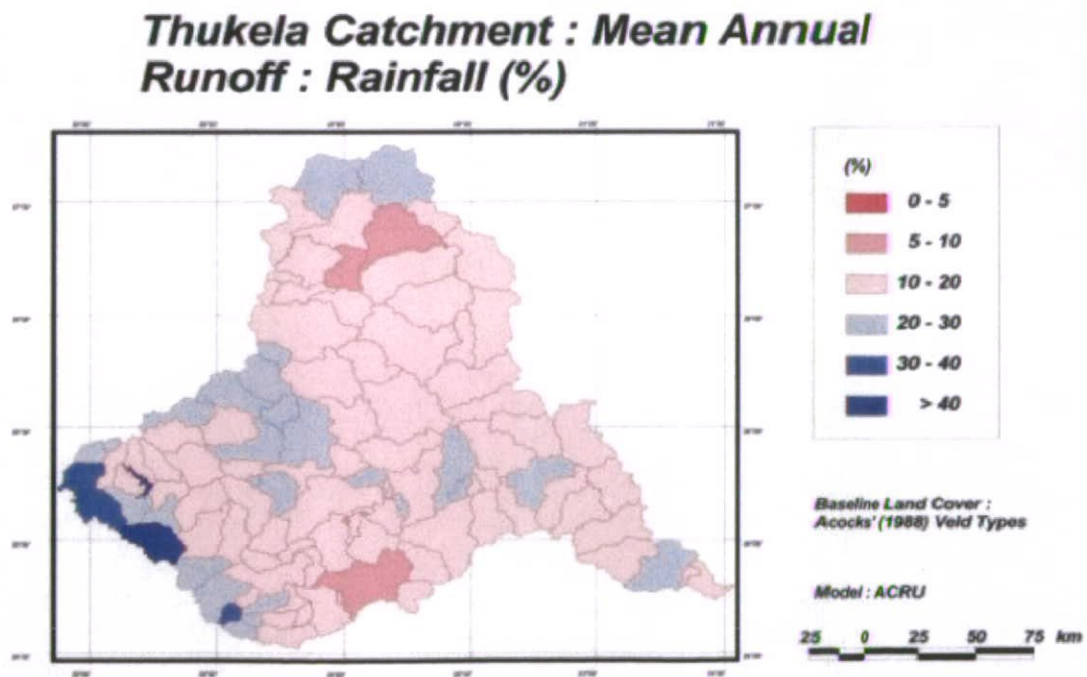 Thukela Catchment : Mean Annual
Runoff : Rainfall (%)
(%)
0 - 5
5 - 10
10 - 20
20 - 30
30 - 40
> 40
Baseline Land Cover :
Acocks' (1988) Veld Types
Model : ACRU
25 0 25 50 75 km